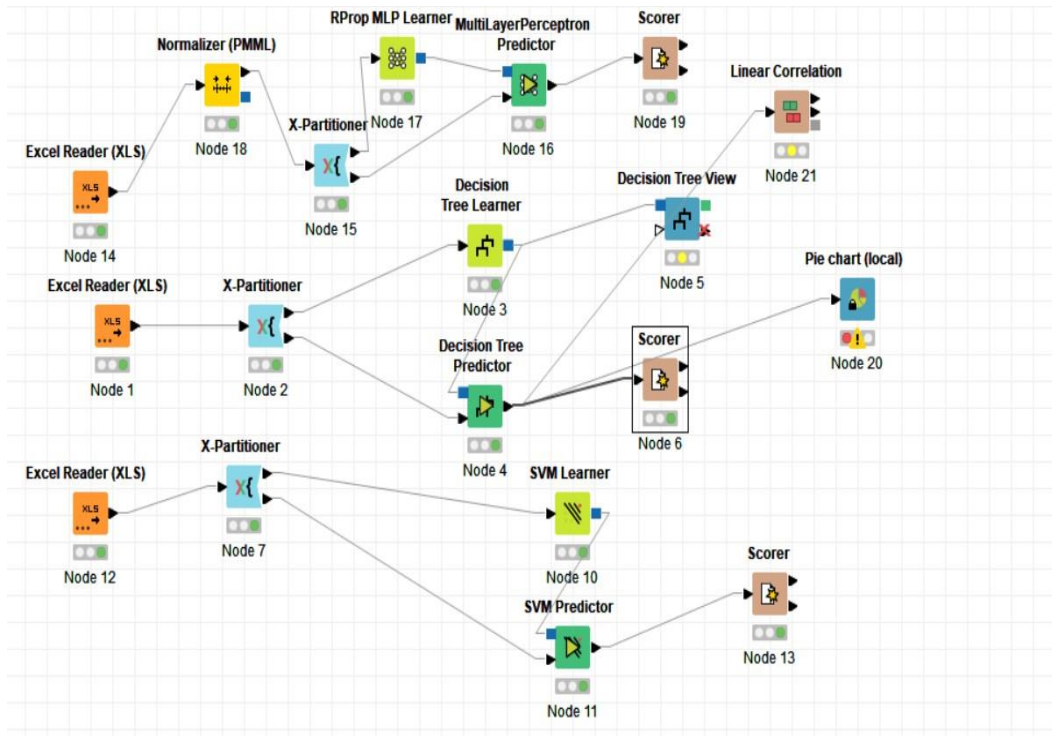 RProp MLP Learner
MultiLayerPerceptron
Predictor
Scorer
Normalizer (PMML)
Linear Correlation
X-Partitioner
Node 17
Node 19
Node 18
Node 16
Excel Reader (XLS)
XLS
...
Node 21
Decision
Tree Learner
Decision Tree View
X{
Node 15
Node 14
Pie chart (local)
Excel Reader (XLS)
X-Partitioner
Node 5
Node 3
XLS
...
X{
Decision Tree
Predictor
Scorer
Node 20
Node 1
Node 2
Node 6
Node 4
X-Partitioner
Excel Reader (XLS)
SVM Learner
XLS
...
X{
Node 12
Node 7
Node 10
Scorer
SVM Predictor
Node 13
Node 11